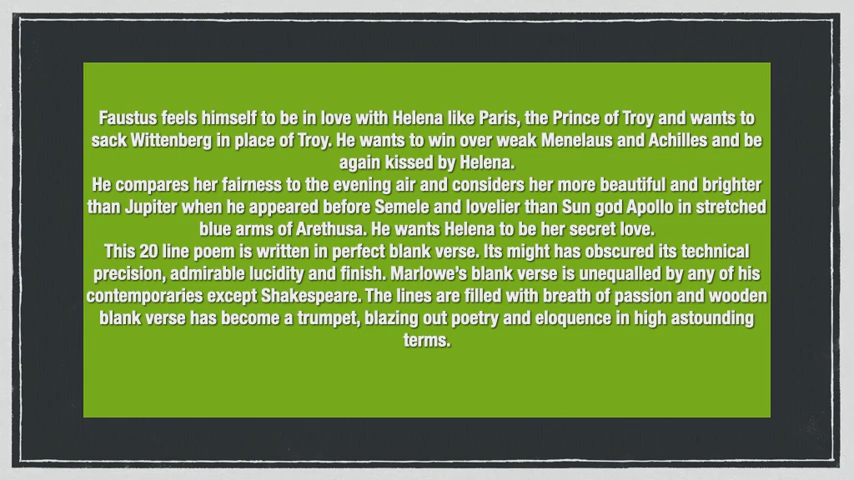 Faustus feels himself to be in love with Helena like Paris, the Prince of Troy and wants to
sack Wittenberg in place of Troy. He wants to win over weak Menelaus and Achilles and be
again kissed by Helena.
He compares her fairness to the evening air and considers her more beautiful and brighter
than Jupiter when he appeared before Semele and lovelier than Sun god Apollo in stretched
blue arms of Arethusa. He wants Helena to be her secret love.
This 20 line poem is written in perfect blank verse. Its might has obscured its technical
precision, admirable lucidity and finish. Marlowe's blank verse is unequalled by any of his
contemporaries except Shakespeare. The lines are filled with breath of passion and wooden
blank verse has become a trumpet, blazing out poetry and eloquence in high astounding
terms.